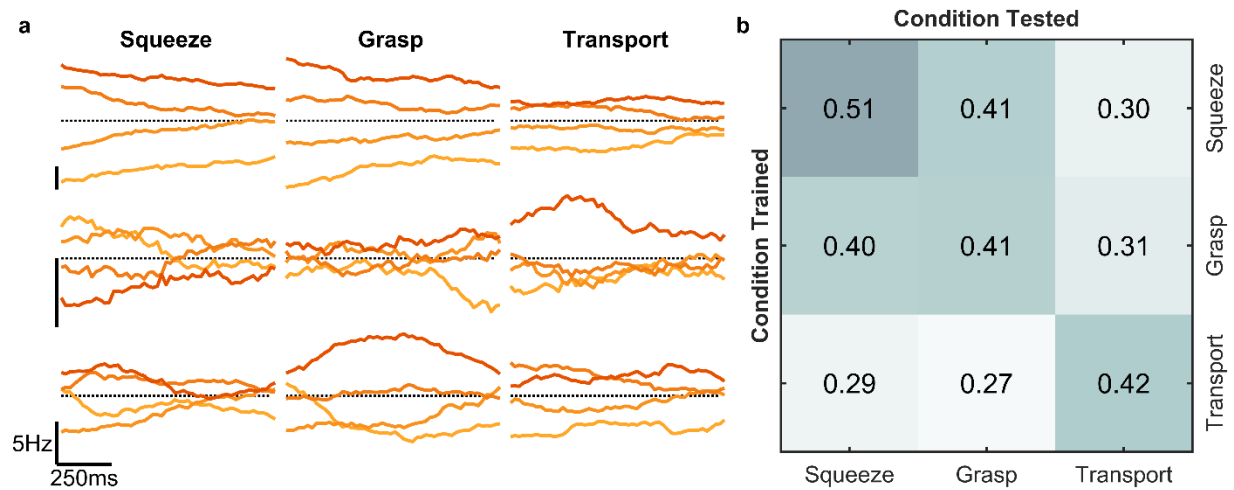 a
Squeeze
Grasp
Transport
5Hz
250ms
b
Condition Tested
Condition Trained
0.51
0.41
0.30
Squeeze
0.40
0.41
0.31
Grasp
0.29
0.27
0.42
Transport
Squeeze
Grasp
Transport